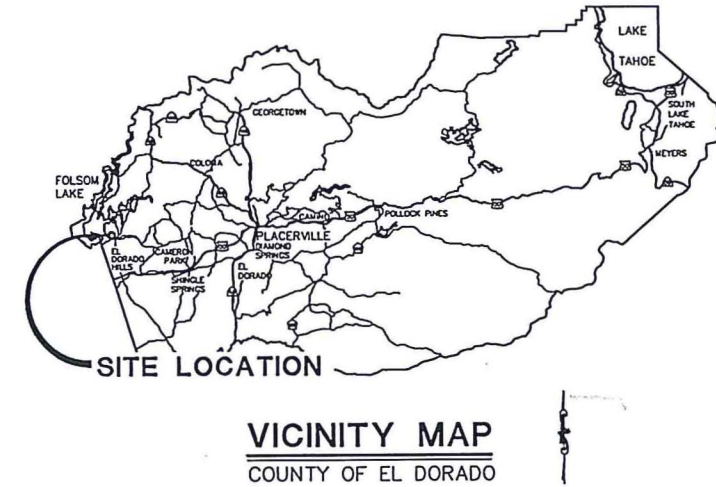 LAKE
TAHOE
GEORGETOWN
SOUTH
LAKE
TAHOE
COLOMA
MEYERS
FOLSOM
LAKE
CAMINO
POLLOCK PINES
PLACERVILLE
EL
DORADO
HILLS
CAMERON
PARK
DIAMOND
SPRINGS
SHINGLE
SPRINGS
EL
DORADO
SITE LOCATION
VICINITY MAP
COUNTY OF EL DORADO